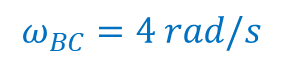 ω_BC = 4 rad/s